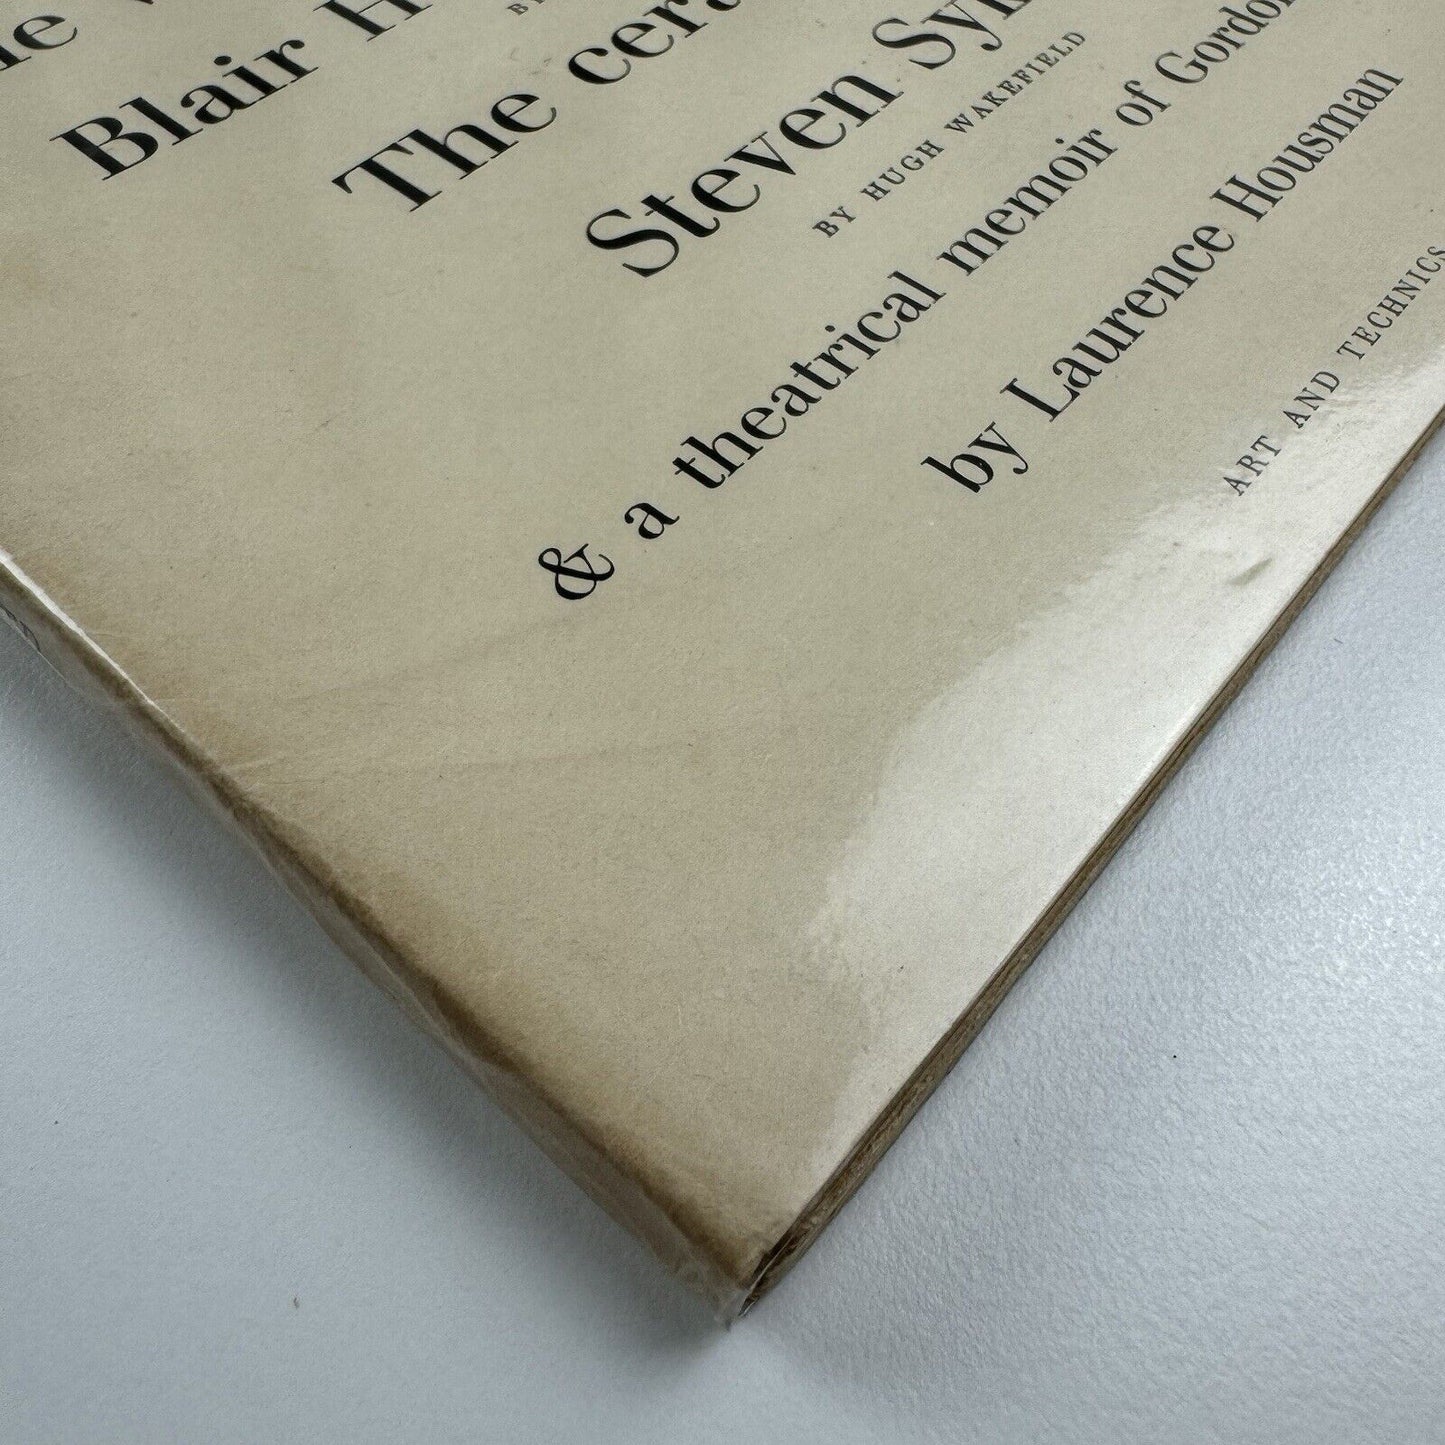 Blair H
The cera
Steven Syk
BY HUGH WAKEFIELD
& a theatrical memoir of Gordon
by Laurence Housman
ART AND TECHNICS